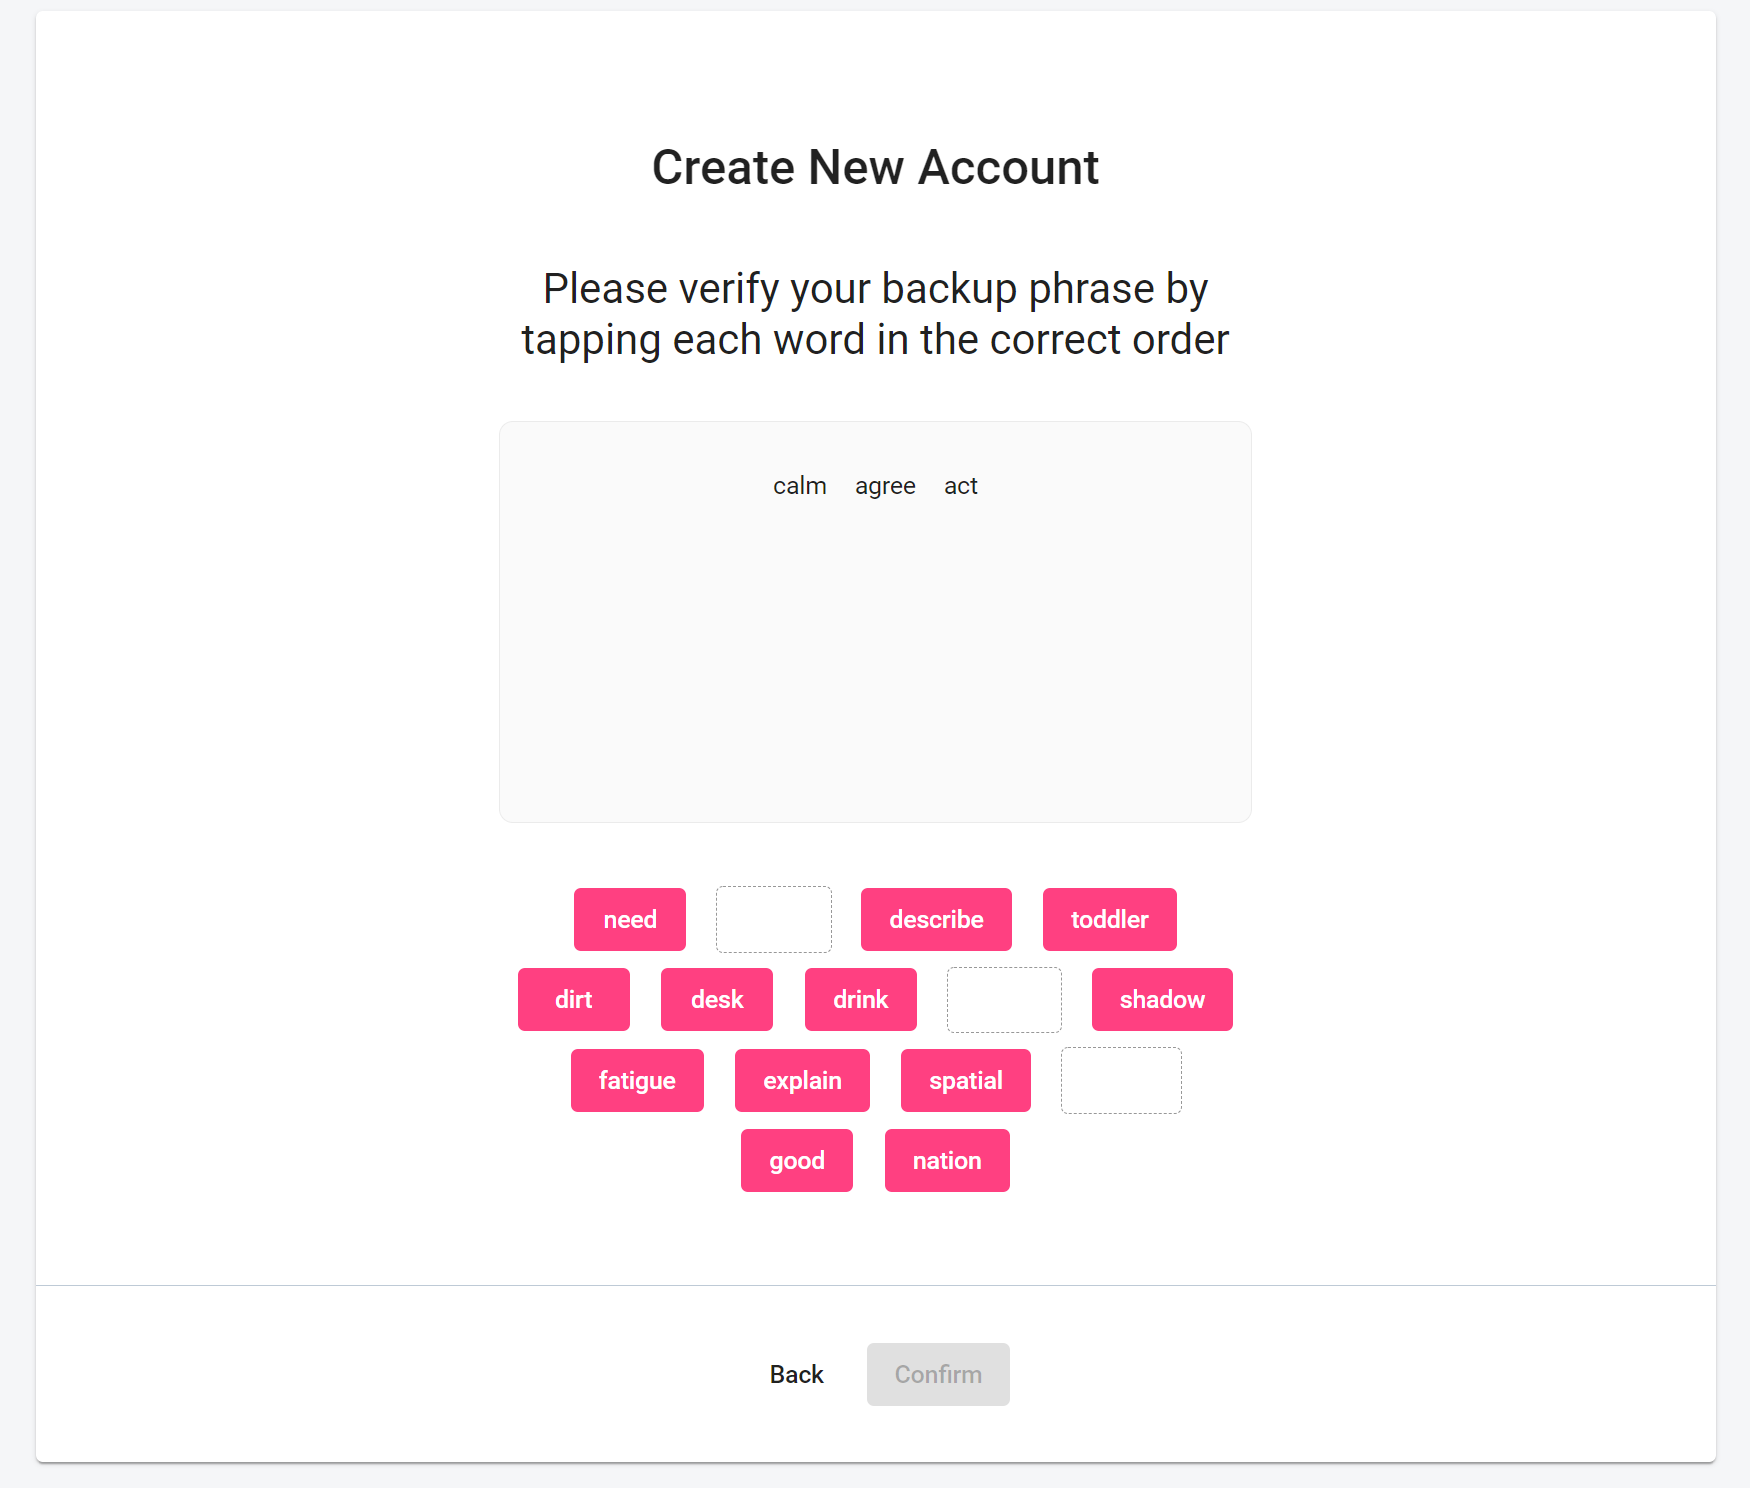 Create New Account
Please verify your backup phrase by
tapping each word in the correct order
calm agree act
need describe toddler
dirt desk drink shadow
fatigue explain spatial
good nation
Back Confirm